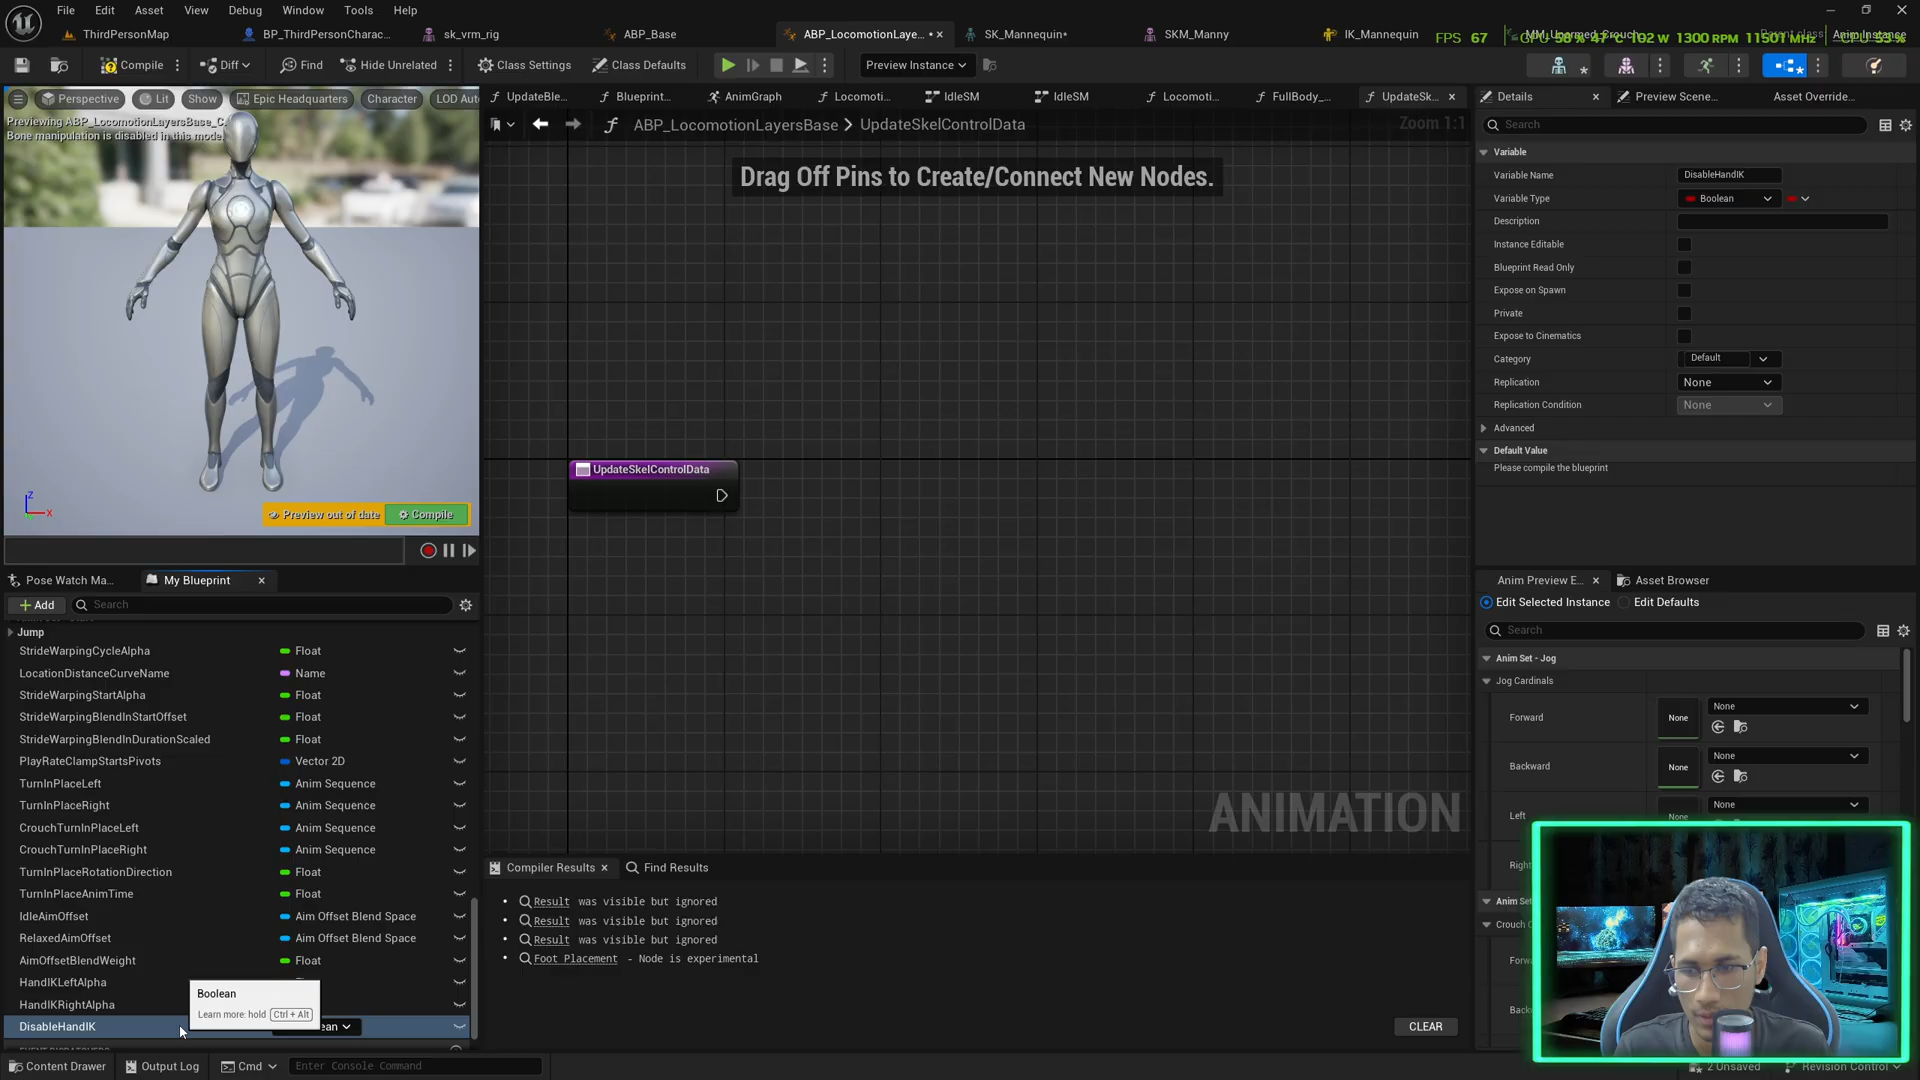 File Edit Asset View Debug Window Tools Help
ThirdPersonMap BP_ThirdPersonCharac... sk_vrm_rig ABP_Base ABP_LocomotionLaye... • SK_Mannequin• SKM_Manny IK_Mannequin
FPS 67
Compile Diff Find Hide Unrelated Class Settings Class Defaults Preview Instance
Perspective Lit Show Epic Headquarters Character LOD Auto
Previewing ABP_LocomotionLayersBase_C.
Bone manipulation is disabled in this mode.
UpdateBle... Blueprint... AnimGraph Locomoti... IdleSM IdleSM Locomoti... FullBody_... UpdateSk...
ABP_LocomotionLayersBase > UpdateSkelControlData
Zoom 1:1
Drag Off Pins to Create/Connect New Nodes.
UpdateSkelControlData
ANIMATION
Z
X
Preview out of date Compile
Pose Watch Ma... My Blueprint
Add Search
Jump
StrideWarpingCycleAlpha Float
LocationDistanceCurveName Name
StrideWarpingStartAlpha Float
StrideWarpingBlendInStartOffset Float
StrideWarpingBlendInDurationScaled Float
PlayRateClampStartsPivots Vector 2D
TurnInPlaceLeft Anim Sequence
TurnInPlaceRight Anim Sequence
CrouchTurnInPlaceLeft Anim Sequence
CrouchTurnInPlaceRight Anim Sequence
TurnInPlaceRotationDirection Float
TurnInPlaceAnimTime Float
IdleAimOffset Aim Offset Blend Space
RelaxedAimOffset Aim Offset Blend Space
AimOffsetBlendWeight Float
HandIKLeftAlpha
HandIKRightAlpha
DisableHandIK ean
Boolean
Learn more: hold Ctrl + Alt
Compiler Results Find Results
• Result was visible but ignored
• Result was visible but ignored
• Result was visible but ignored
• Foot Placement - Node is experimental
CLEAR
Details Preview Scene... Asset Override...
Search
Variable
Variable Name DisableHandIK
Variable Type Boolean
Description
Instance Editable
Blueprint Read Only
Expose on Spawn
Private
Expose to Cinematics
Category Default
Replication None
Replication Condition None
Advanced
Default Value
Please compile the blueprint
Anim Preview E... Asset Browser
Edit Selected Instance Edit Defaults
Search
Anim Set - Jog
Jog Cardinals
Forward None None
Backward None None
Left None None
Content Drawer Output Log Cmd Enter Console Command
2 Unsaved Revision Control